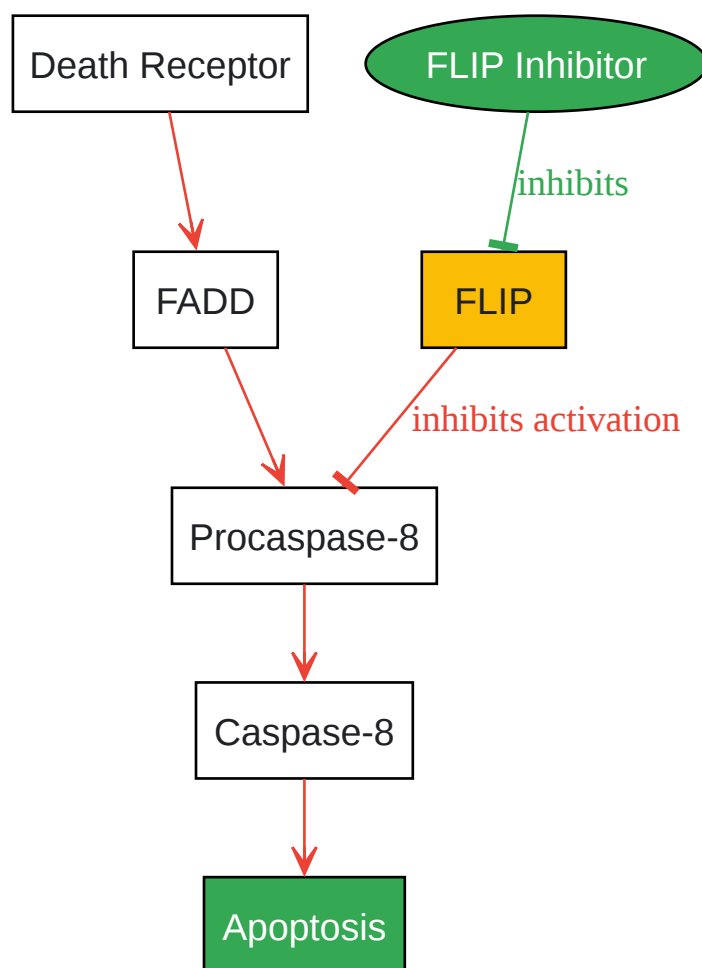 Death Receptor
FLIP Inhibitor
inhibits
FADD
FLIP
inhibits activation
Procaspase-8
Caspase-8
Apoptosis